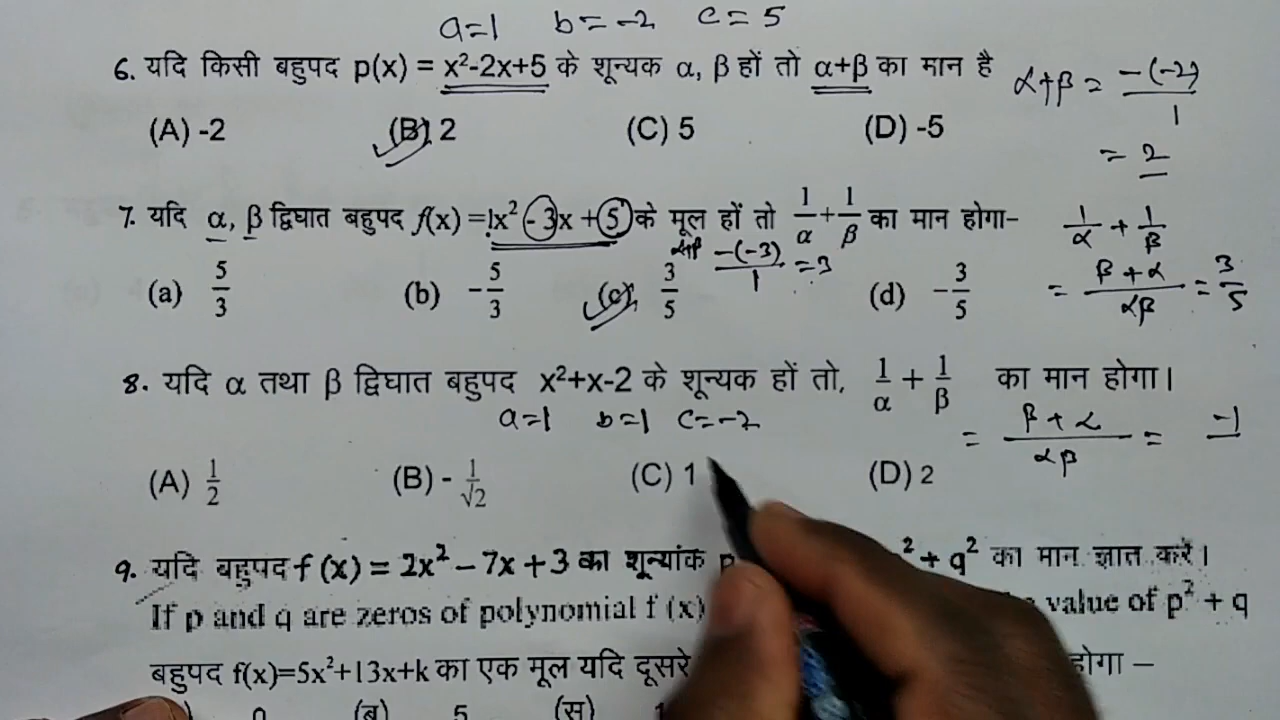 a=1 b=-2 c=5
6. यदि किसी बहुपद p(x) = x²-2x+5 के शून्यक α, β हों तो α+β का मान है
α+β = -(-2)/1
= 2
(A) -2 (B) 2 (C) 5 (D) -5
7. यदि α, β द्विघात बहुपद f(x) =1x² -3x +5 के मूल हों तो 1/α+1/β का मान होगा–
α+β -(-3)/1 =3
1/α + 1/β
= β+α/αβ = 3/5
(a) 5/3 (b) -5/3 (c) 3/5 (d) -3/5
8. यदि α तथा β द्विघात बहुपद x²+x-2 के शून्यक हों तो, 1/α + 1/β का मान होगा।
a=1 b=1 c=-2
= β+α/αβ = -1
(A) 1/2 (B) - 1/√2 (C) 1 (D) 2
9. यदि बहुपद f (x) = 2x² – 7x + 3 का शून्यांक p ² + q² का मान ज्ञात करें।
If p and q are zeros of polynomial f (x) value of p² + q
बहुपद f(x)=5x²+13x+k का एक मूल यदि दूसरे होगा –
0 (ब) 5 (स)